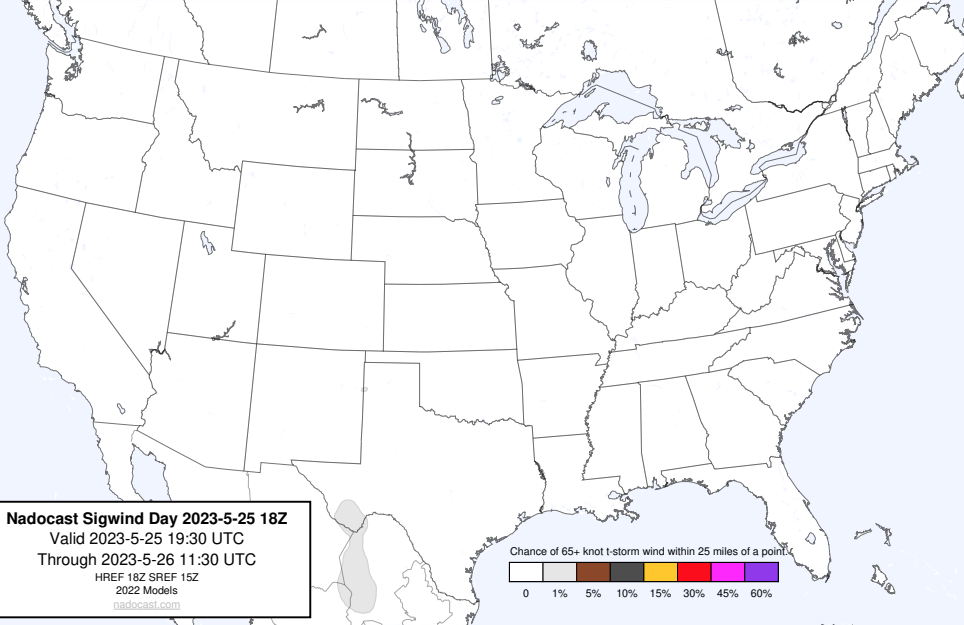 Nadocast Sigwind Day 2023-5-25 18Z
Valid 2023-5-25 19:30 UTC
Through 2023-5-26 11:30 UTC
HREF 18Z SREF 15Z
2022 Models
nadocast.com
Chance of 65+ knot t-storm wind within 25 miles of a point.
0 1% 5% 10% 15% 30% 45% 60%